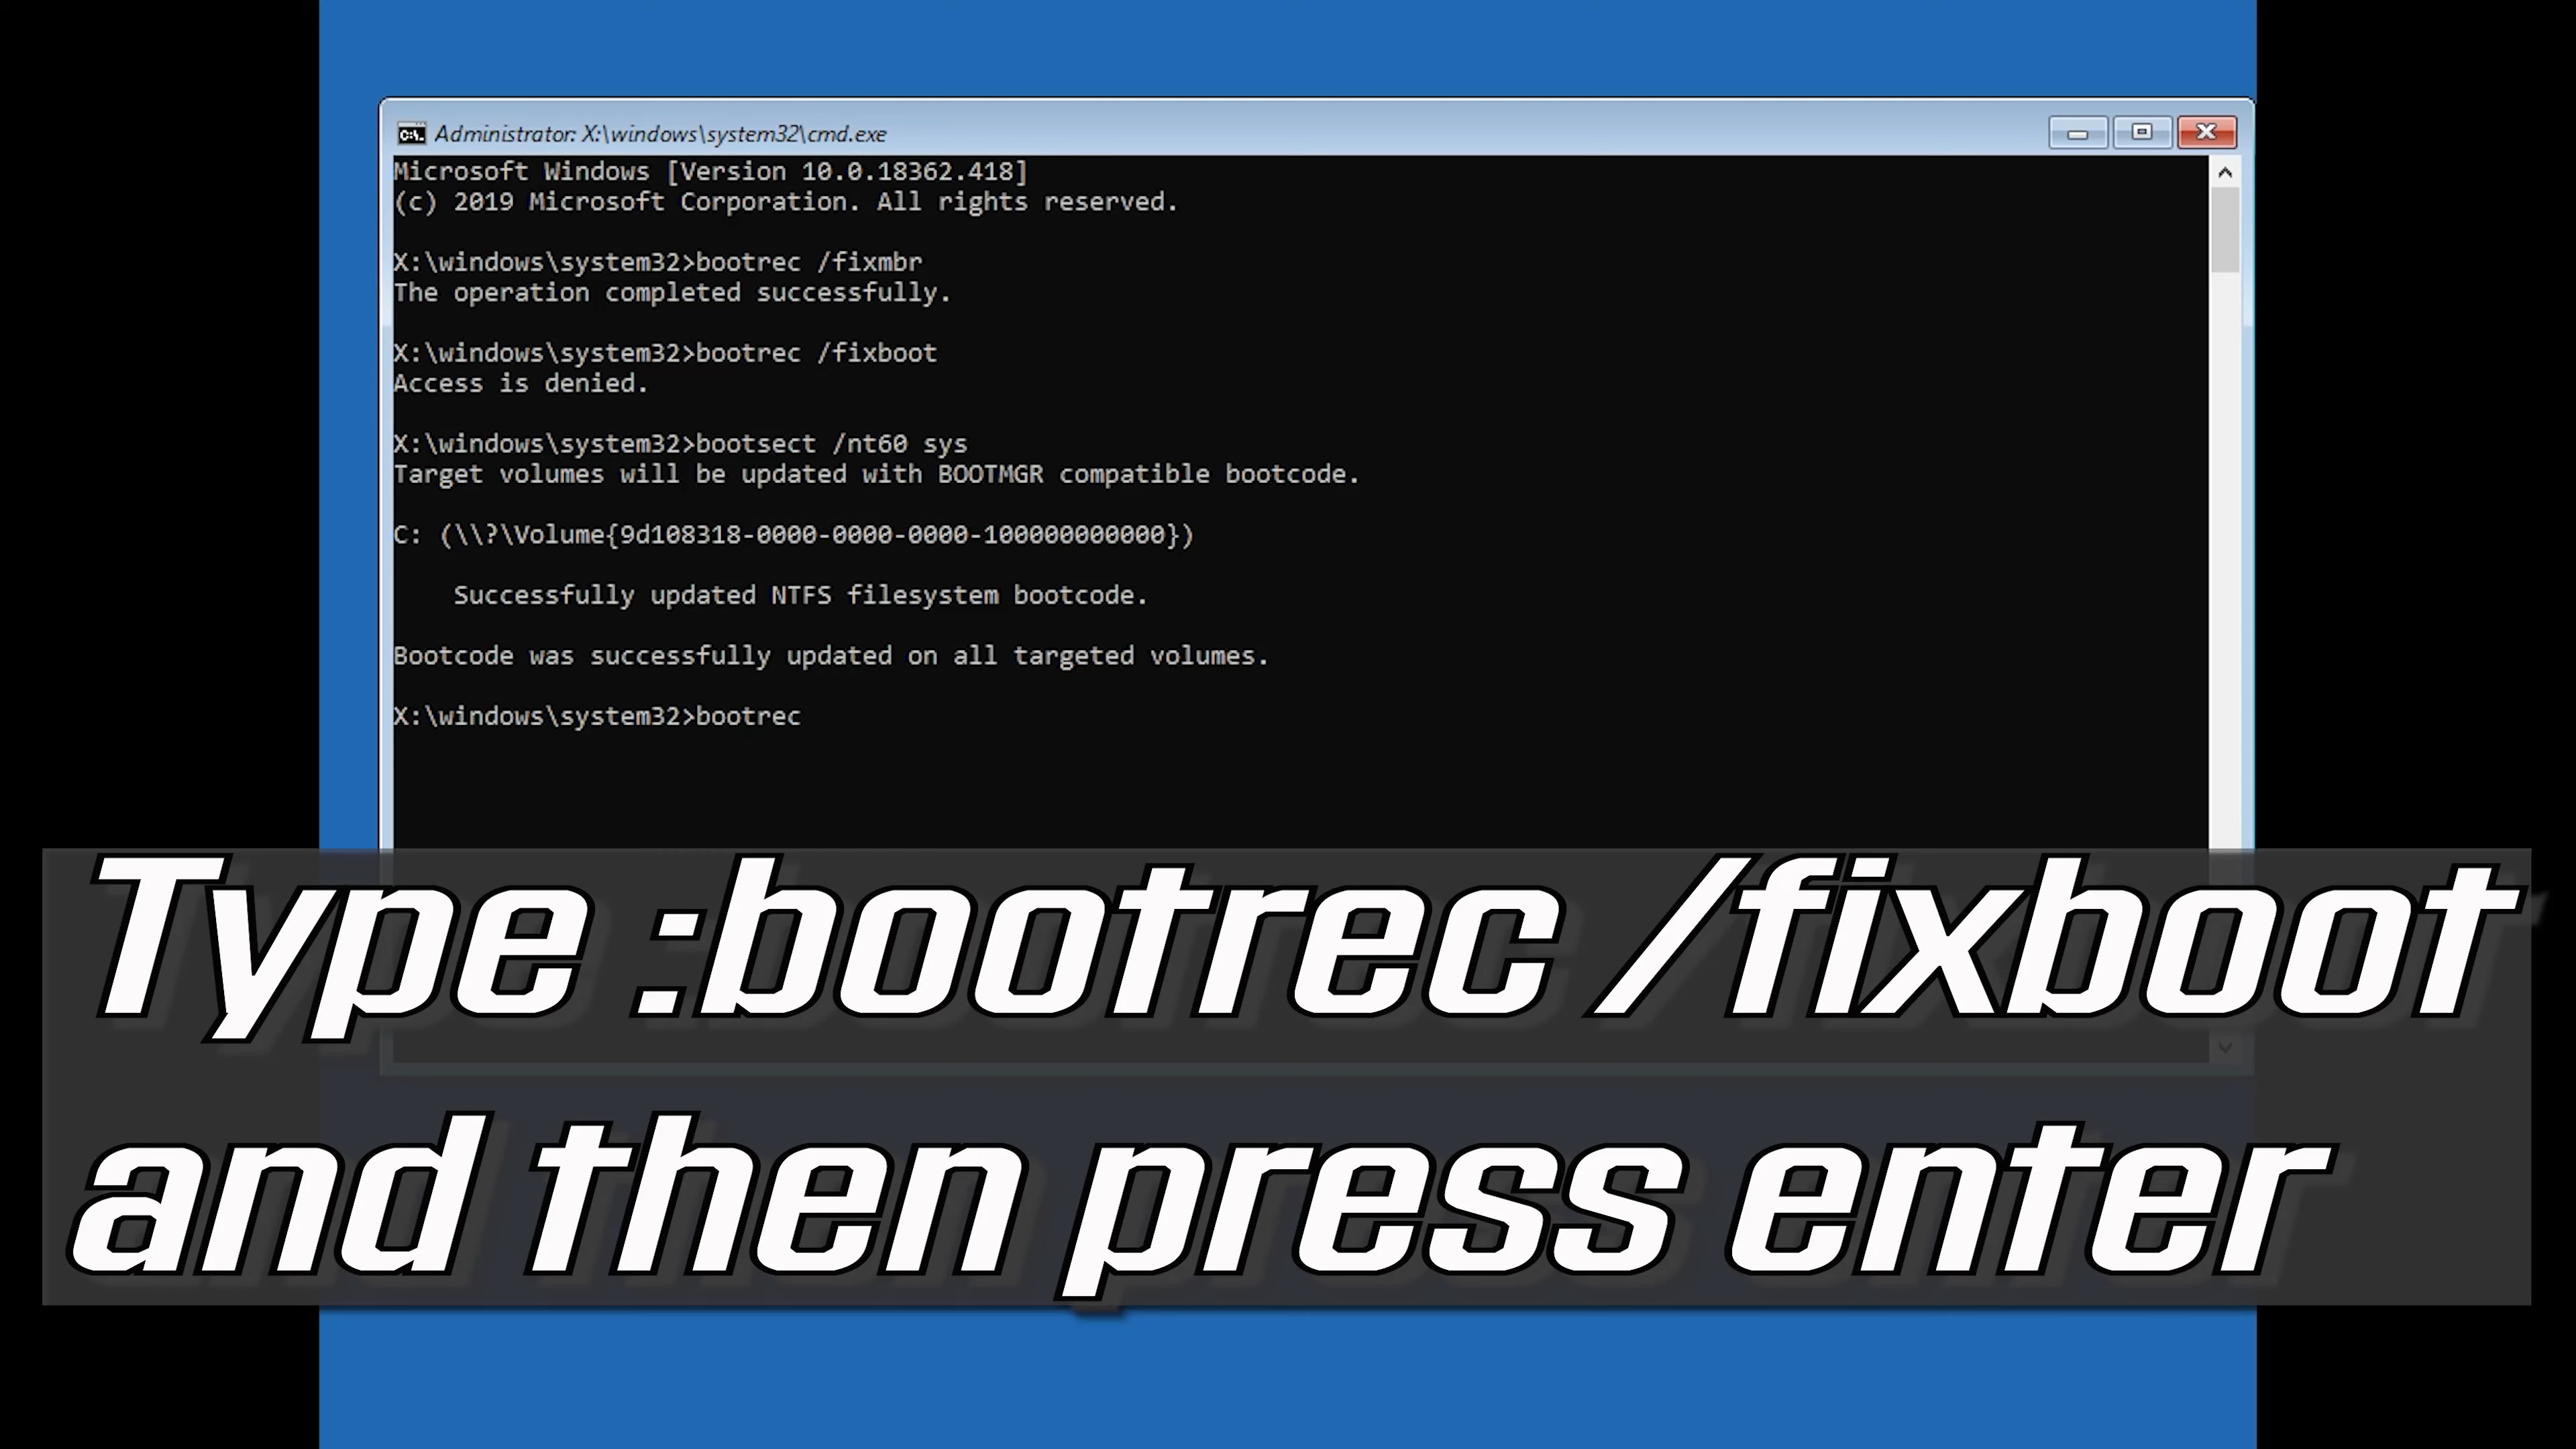 Administrator: X:\windows\system32\cmd.exe
Microsoft Windows [Version 10.0.18362.418]
(c) 2019 Microsoft Corporation. All rights reserved.
X:\windows\system32>bootrec /fixmbr
The operation completed successfully.
X:\windows\system32>bootrec /fixboot
Access is denied.
X:\windows\system32>bootsect /nt60 sys
Target volumes will be updated with BOOTMGR compatible bootcode.
C: (\\?\Volume{9d108318-0000-0000-0000-100000000000})
Successfully updated NTFS filesystem bootcode.
Bootcode was successfully updated on all targeted volumes.
X:\windows\system32>bootrec
Type :bootrec /fixboot
and then press enter